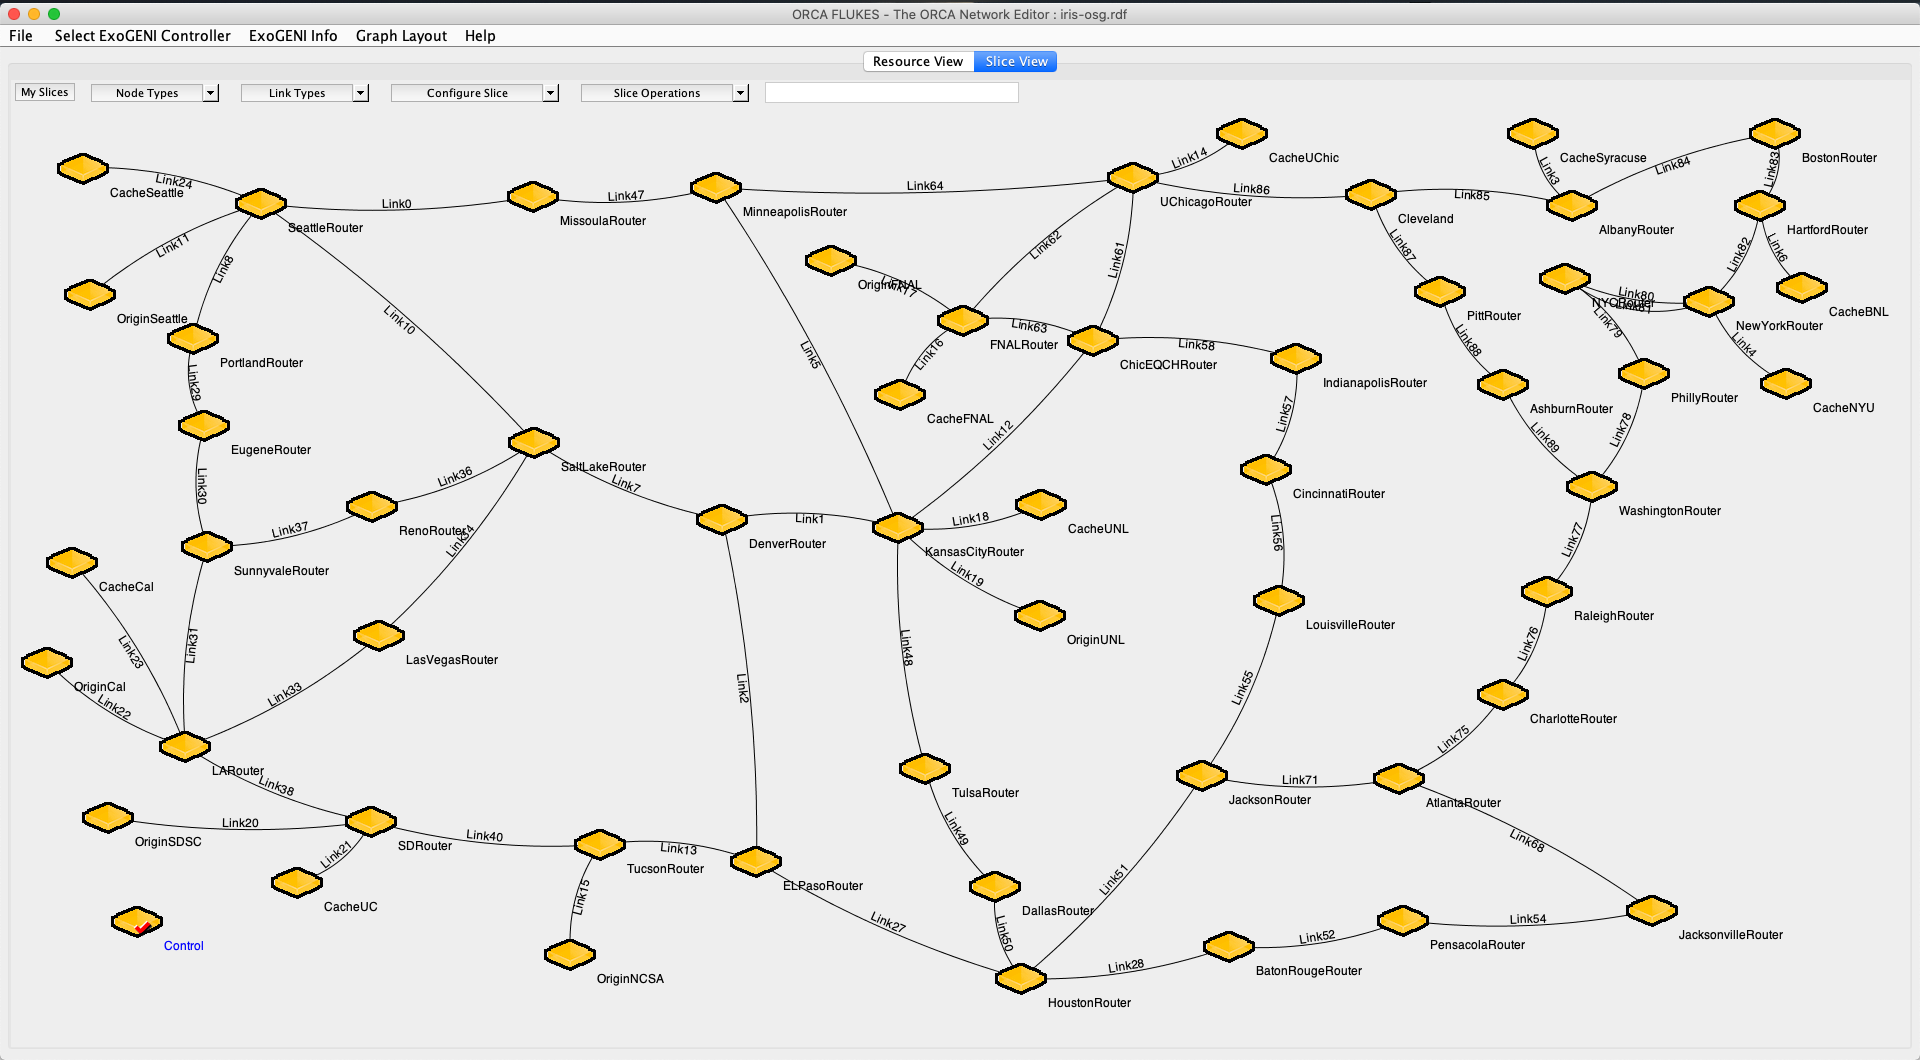 ORCA FLUKES - The ORCA Network Editor : iris-osg.rdf
File Select ExoGENI Controller ExoGENI Info Graph Layout Help
Resource View Slice View
My Slices Node Types Link Types Configure Slice Slice Operations
CacheUChic
CacheSyracuse
BostonRouter
Link14
Link84
Link83
Link3
Link24
CacheSeattle
Link0
Link47
Link64
Link86
Link85
SeattleRouter
MissoulaRouter
MinneapolisRouter
UChicagoRouter
Cleveland
AlbanyRouter
HartfordRouter
Link11
Link8
Link62
Link61
Link87
Link82
Link6
OriginFNAL
Link17
Link80
Link81
NYCRouter
CacheBNL
OriginSeattle
Link10
Link63
PittRouter
Link79
NewYorkRouter
Link5
Link16
FNALRouter
Link58
Link88
Link4
PortlandRouter
ChicEQCHRouter
IndianapolisRouter
Link29
PhillyRouter
CacheFNAL
Link57
AshburnRouter
CacheNYU
EugeneRouter
Link12
Link89
Link78
SaltLakeRouter
Link36
Link7
Link30
CincinnatiRouter
WashingtonRouter
Link37
RenoRouter
Link34
Link1
Link18
CacheUNL
Link56
Link77
DenverRouter
KansasCityRouter
SunnyvaleRouter
Link19
CacheCal
RaleighRouter
LouisvilleRouter
Link23
Link31
OriginUNL
Link48
Link76
LasVegasRouter
OriginCal
Link33
Link2
Link55
Link22
CharlotteRouter
LARouter
Link75
Link38
Link71
TulsaRouter
JacksonRouter
AtlantaRouter
Link20
Link40
Link49
Link68
OriginSDSC
SDRouter
Link13
Link21
TucsonRouter
ELPasoRouter
Link51
Link15
CacheUC
DallasRouter
Link27
Link50
Link54
Link52
Control
PensacolaRouter
JacksonvilleRouter
OriginNCSA
Link28
BatonRougeRouter
HoustonRouter